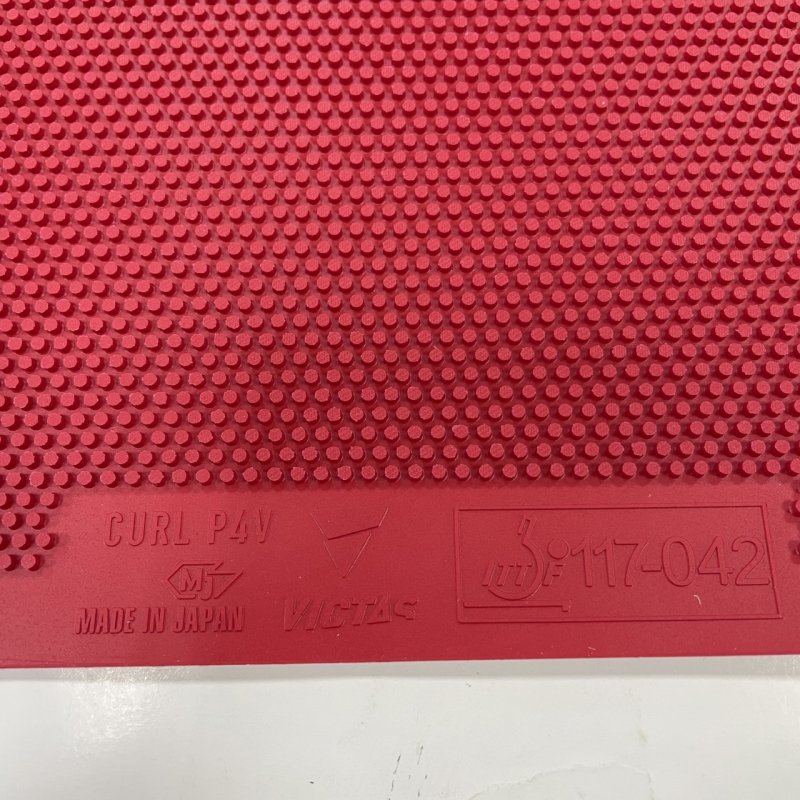 CURL P4V
MJ
MADE IN JAPAN
VICTAS
ITTF 117-042